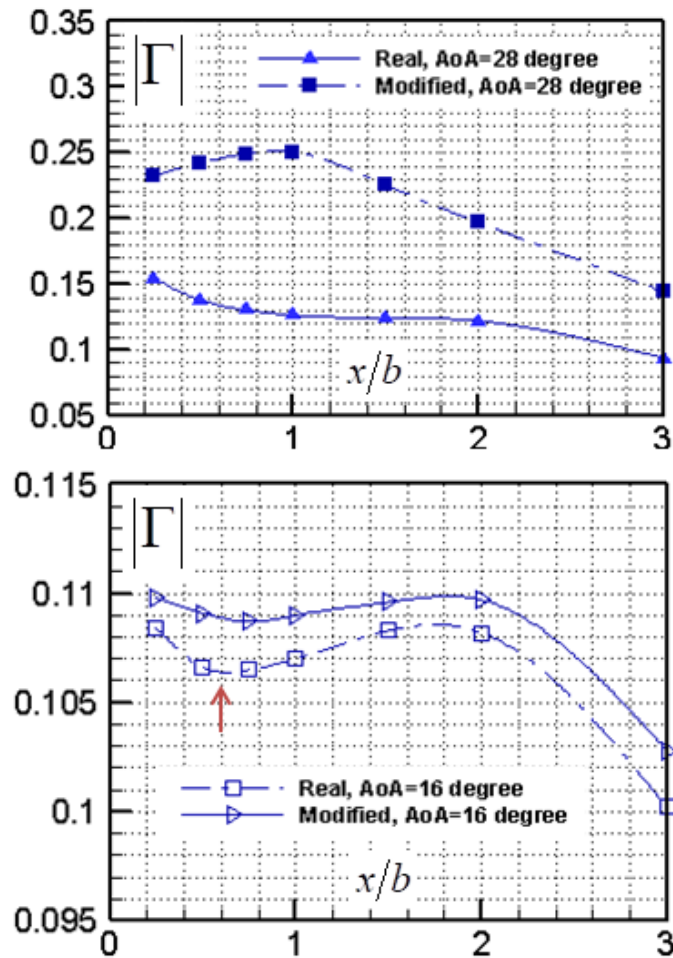 0.35
|Γ|
Real, AoA=28 degree
Modified, AoA=28 degree
0.3
0.25
0.2
0.15
0.1
x/b
0.05
0 1 2 3
0.115
|Γ|
0.11
0.105
Real, AoA=16 degree
Modified, AoA=16 degree
0.1
x/b
0.095
0 1 2 3